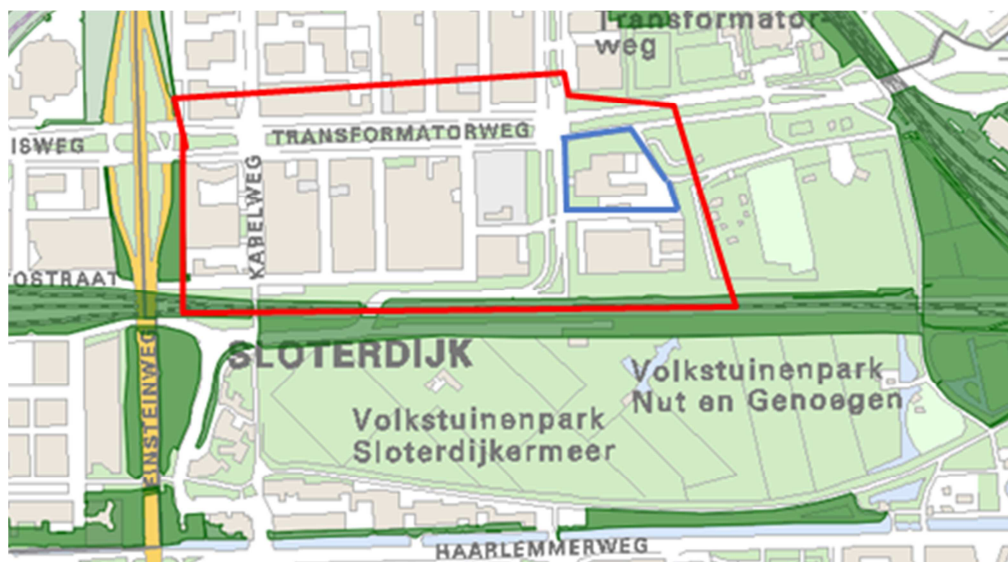 Transformator-
weg
TRANSFORMATORWEG
ISWEG
KABELWEG
OSTRAAT
SLOTERDIJK
EINSTEINWEG
Volkstuinenpark
Nut en Genoegen
Volkstuinenpark
Sloterdijkermeer
HAARLEMMERWEG